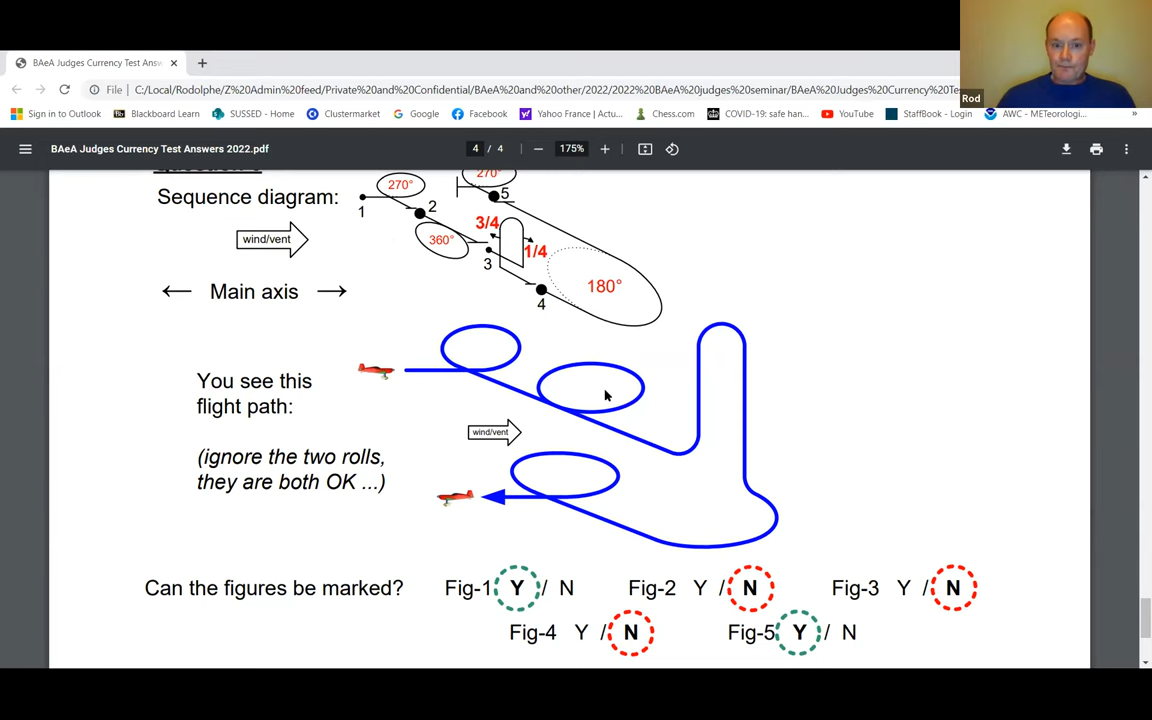 BAeA Judges Currency Test Answ
File
C:/Local/Rodolphe/Z%20Admin%20feed/Private%20and%20Confidential/BAeA%20and%20other/2022/2022%20BAeA%20judges%20seminar/BAeA%20Judges%20Currency%20Te
Rod
Sign in to Outlook
Blackboard Learn
SUSSED - Home
Clustermarket
Google
Facebook
Yahoo France | Actu...
Chess.com
COVID-19: safe han...
YouTube
StaffBook - Login
AWC - METeorologi...
BAeA Judges Currency Test Answers 2022.pdf
4 / 4
175%
Sequence diagram:
270°
270°
1
2
5
wind/vent
360°
3/4
1/4
3
180°
4
← Main axis →
You see this
flight path:
wind/vent
(ignore the two rolls,
they are both OK ...)
Can the figures be marked? Fig-1 Y / N Fig-2 Y / N Fig-3 Y / N
Fig-4 Y / N Fig-5 Y / N